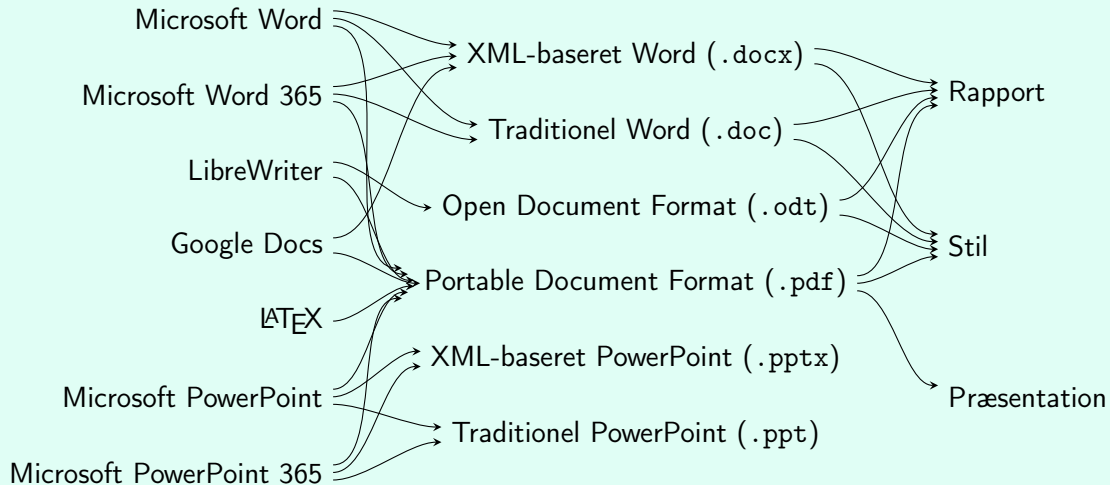 Microsoft Word
Microsoft Word 365
LibreWriter
Google Docs
LATEX
Microsoft PowerPoint
Microsoft PowerPoint 365
XML-baseret Word (.docx)
Traditionel Word (.doc)
Open Document Format (.odt)
Portable Document Format (.pdf)
XML-baseret PowerPoint (.pptx)
Traditionel PowerPoint (.ppt)
Rapport
Stil
Præsentation